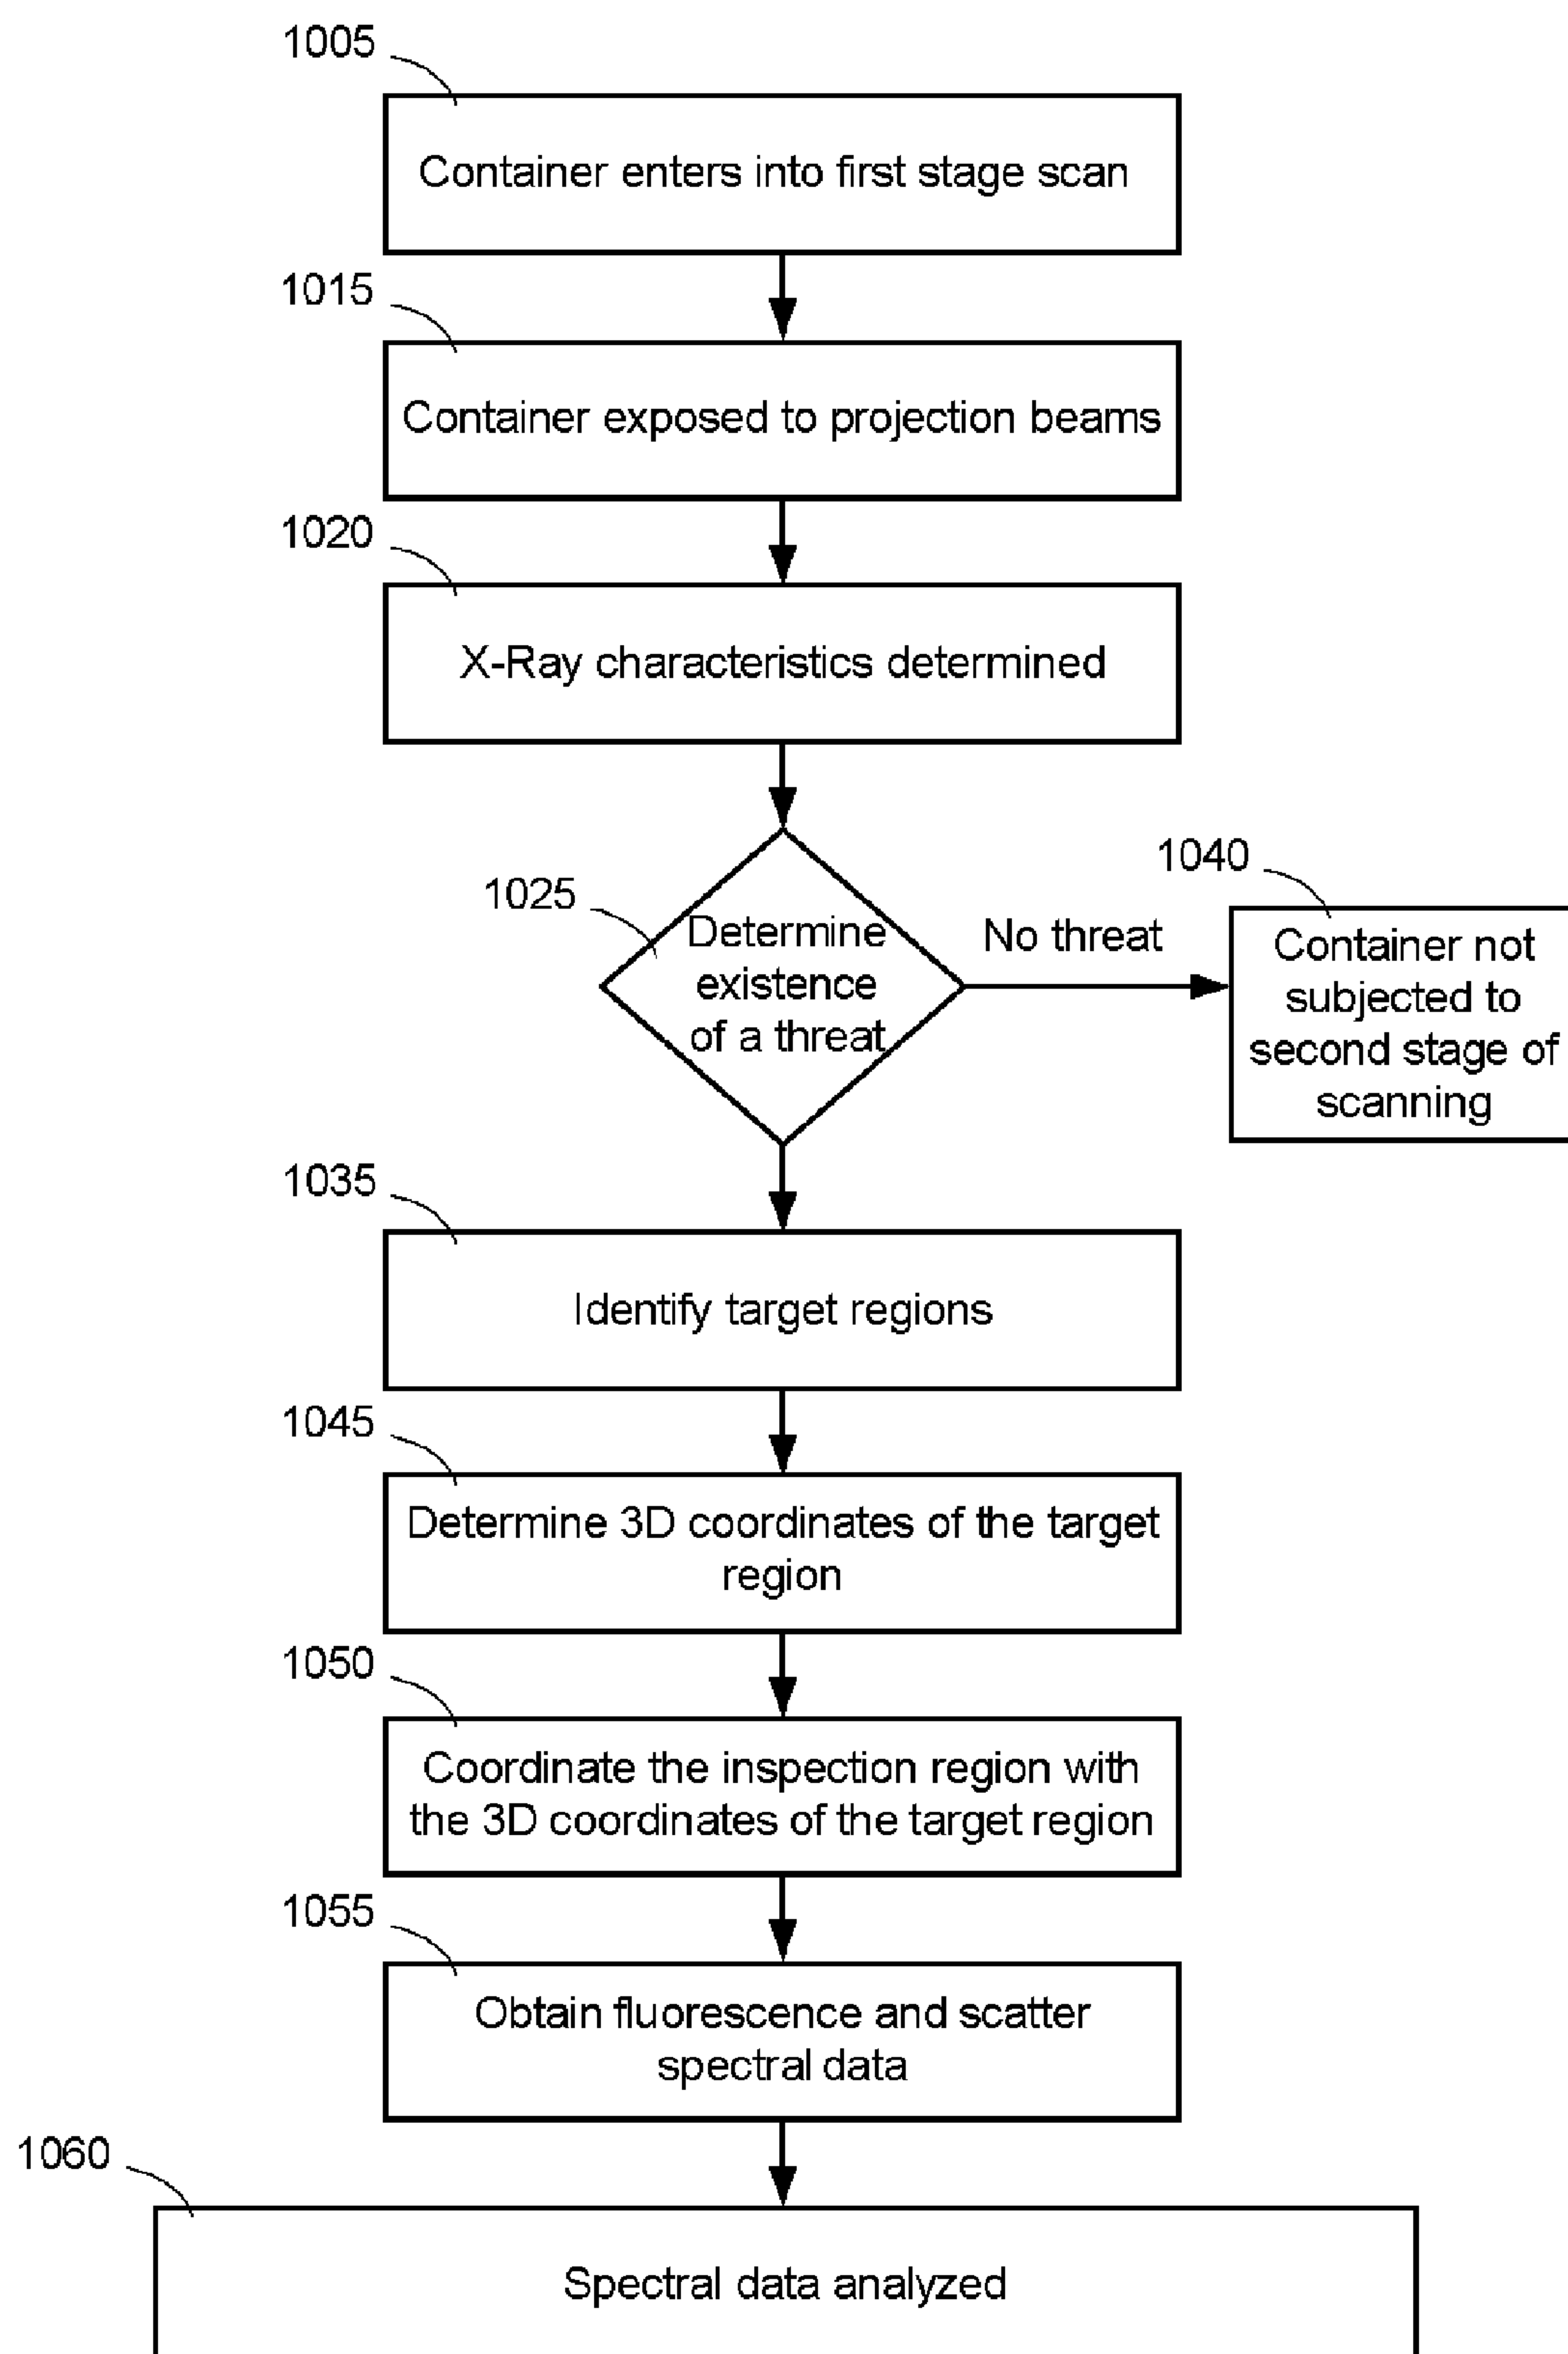 1005
Container enters into first stage scan
1015
Container exposed to projection beams
1020
X-Ray characteristics determined
1025
Determine
existence
of a threat
No threat
1040
Container not
subjected to
second stage of
scanning
1035
Identify target regions
1045
Determine 3D coordinates of the target
region
1050
Coordinate the inspection region with
the 3D coordinates of the target region
1055
Obtain fluorescence and scatter
spectral data
1060
Spectral data analyzed